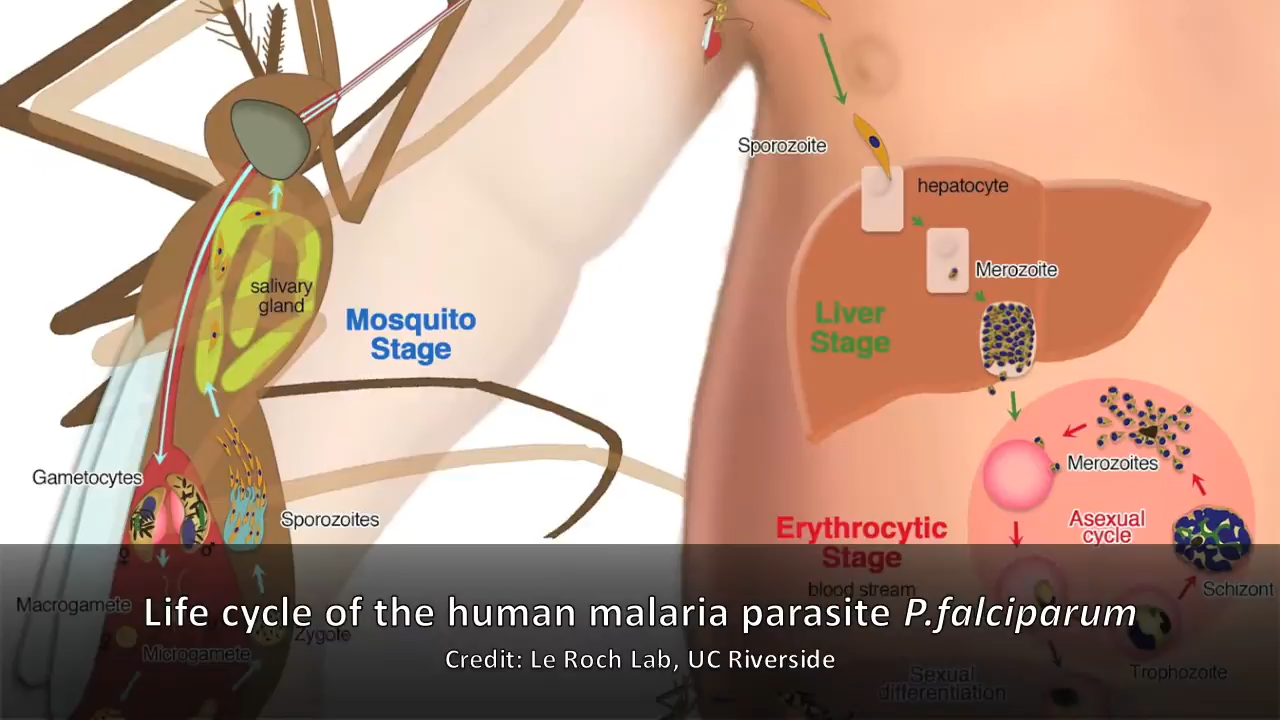 Sporozoite
hepatocyte
Merozoite
salivary
gland
Mosquito
Stage
Liver
Stage
Gametocytes
Merozoites
Sporozoites
Asexual
cycle
Erythrocytic
Stage
blood stream
Schizont
Macrogamete
Life cycle of the human malaria parasite P.falciparum
Zygote
Microgamete
Credit: Le Roch Lab, UC Riverside
Trophozoite
Sexual
differentiation
♀
♂